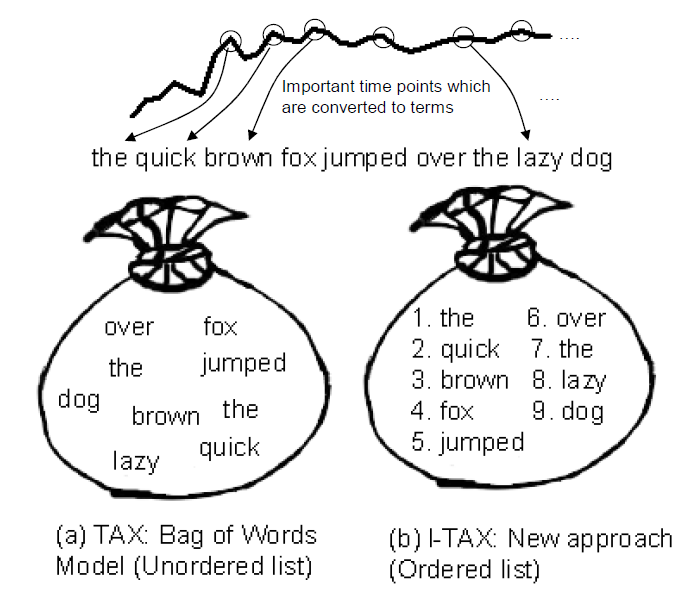 ....
Important time points which
are converted to terms
....
the quick brown fox jumped over the lazy dog
over fox
the jumped
dog brown the
lazy quick
1. the 6. over
2. quick 7. the
3. brown 8. lazy
4. fox 9. dog
5. jumped
(a) TAX: Bag of Words
Model (Unordered list)
(b) I-TAX: New approach
(Ordered list)